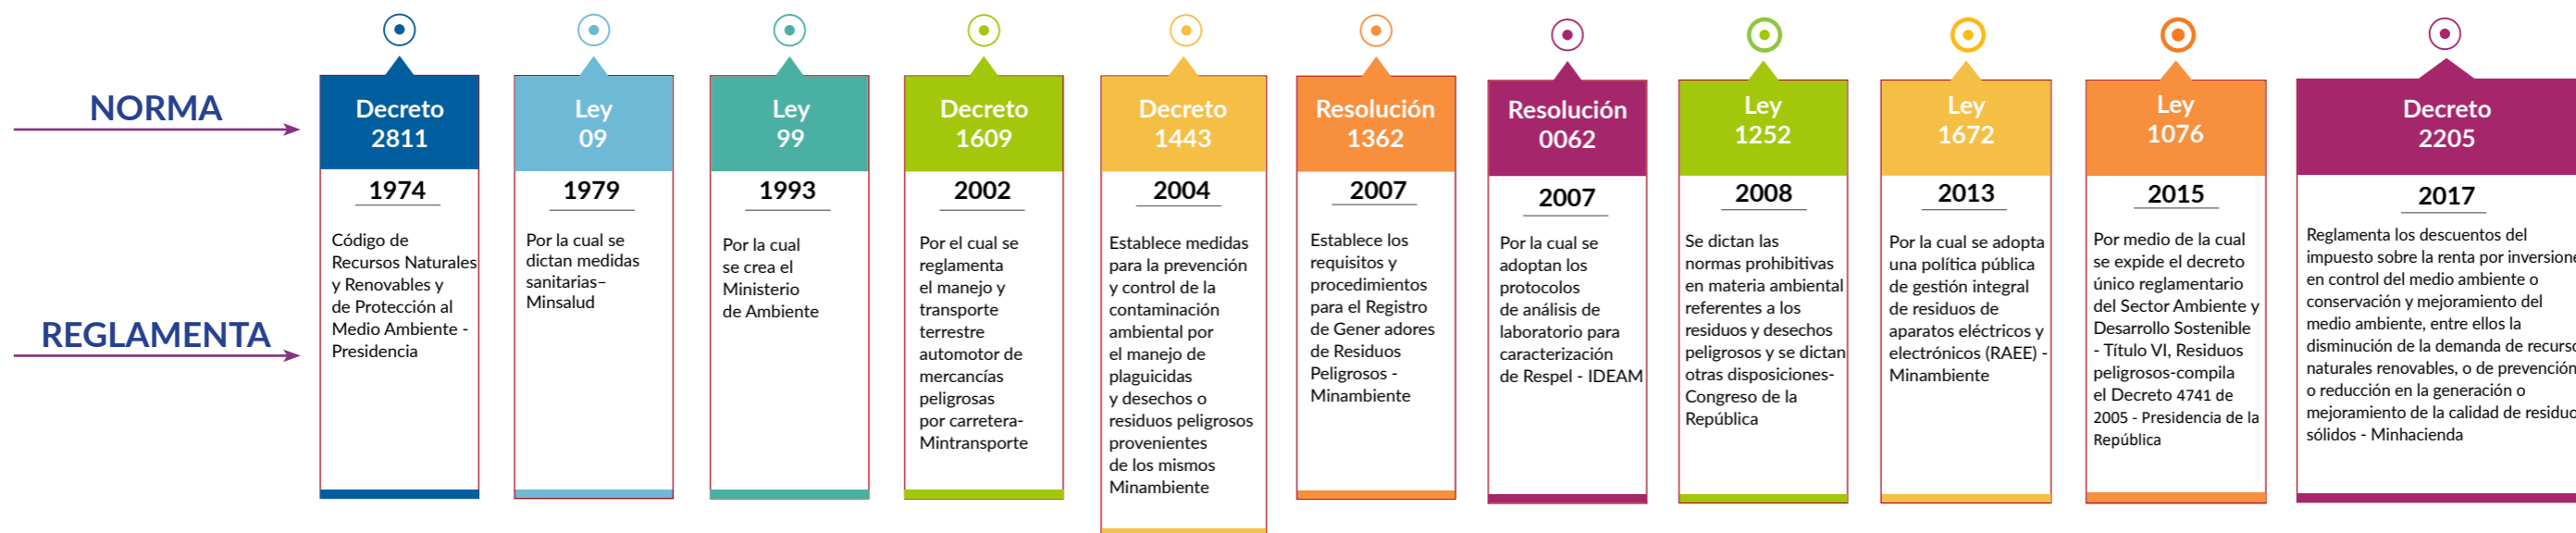 NORMA
REGLAMENTA
Decreto
2811
1974
Código de
Recursos Naturales
y Renovables y
de Protección al
Medio Ambiente -
Presidencia
Ley
09
1979
Por la cual se
dictan medidas
sanitarias–
Minsalud
Ley
99
1993
Por la cual
se crea el
Ministerio
de Ambiente
Decreto
1609
2002
Por el cual se
reglamenta
el manejo y
transporte
terrestre
automotor de
mercancías
peligrosas
por carretera-
Mintransporte
Decreto
1443
2004
Establece medidas
para la prevención
y control de la
contaminación
ambiental por
el manejo de
plaguicidas
y desechos o
residuos peligrosos
provenientes
de los mismos
Minambiente
Resolución
1362
2007
Establece los
requisitos y
procedimientos
para el Registro
de Gener adores
de Residuos
Peligrosos -
Minambiente
Resolución
0062
2007
Por la cual se
adoptan los
protocolos
de análisis de
laboratorio para
caracterización
de Respel - IDEAM
Ley
1252
2008
Se dictan las
normas prohibitivas
en materia ambiental
referentes a los
residuos y desechos
peligrosos y se dictan
otras disposiciones-
Congreso de la
República
Ley
1672
2013
Por la cual se adopta
una política pública
de gestión integral
de residuos de
aparatos eléctricos y
electrónicos (RAEE) -
Minambiente
Ley
1076
2015
Por medio de la cual
se expide el decreto
único reglamentario
del Sector Ambiente y
Desarrollo Sostenible
- Título VI, Residuos
peligrosos-compila
el Decreto 4741 de
2005 - Presidencia de la
República
Decreto
2205
2017
Reglamenta los descuentos del
impuesto sobre la renta por inversione
en control del medio ambiente o
conservación y mejoramiento del
medio ambiente, entre ellos la
disminución de la demanda de recurso
naturales renovables, o de prevención
o reducción en la generación o
mejoramiento de la calidad de residuo
sólidos - Minhacienda